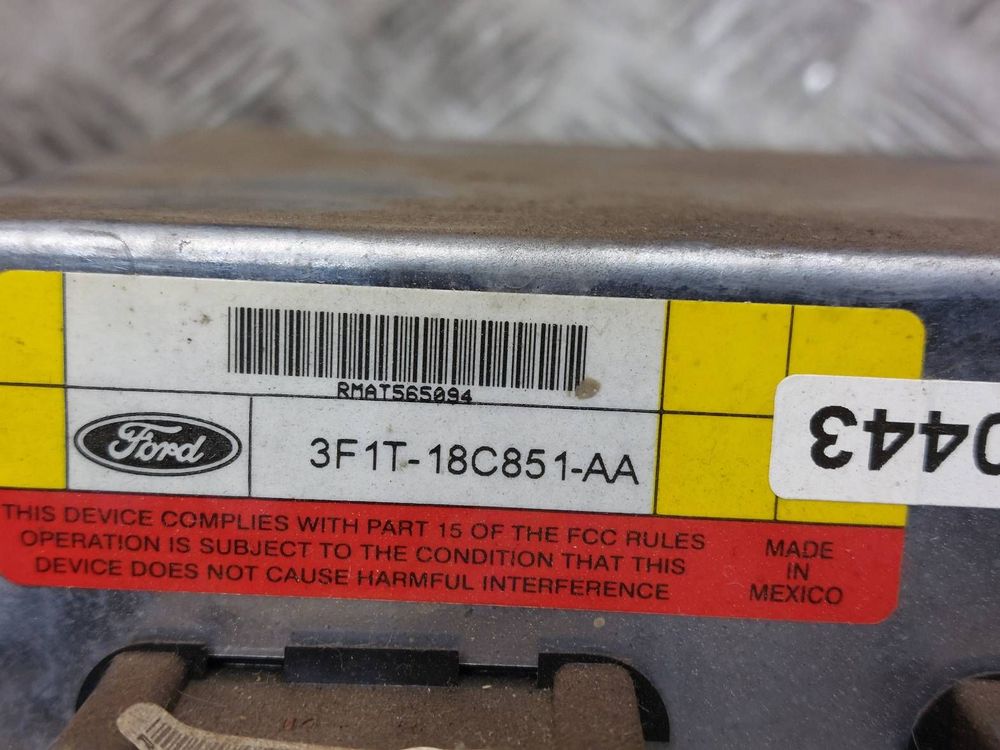 RMAT565094
Ford
3F1T-18C851-AA
0443
THIS DEVICE COMPLIES WITH PART 15 OF THE FCC RULES
OPERATION IS SUBJECT TO THE CONDITION THAT THIS
DEVICE DOES NOT CAUSE HARMFUL INTERFERENCE
MADE
IN
MEXICO